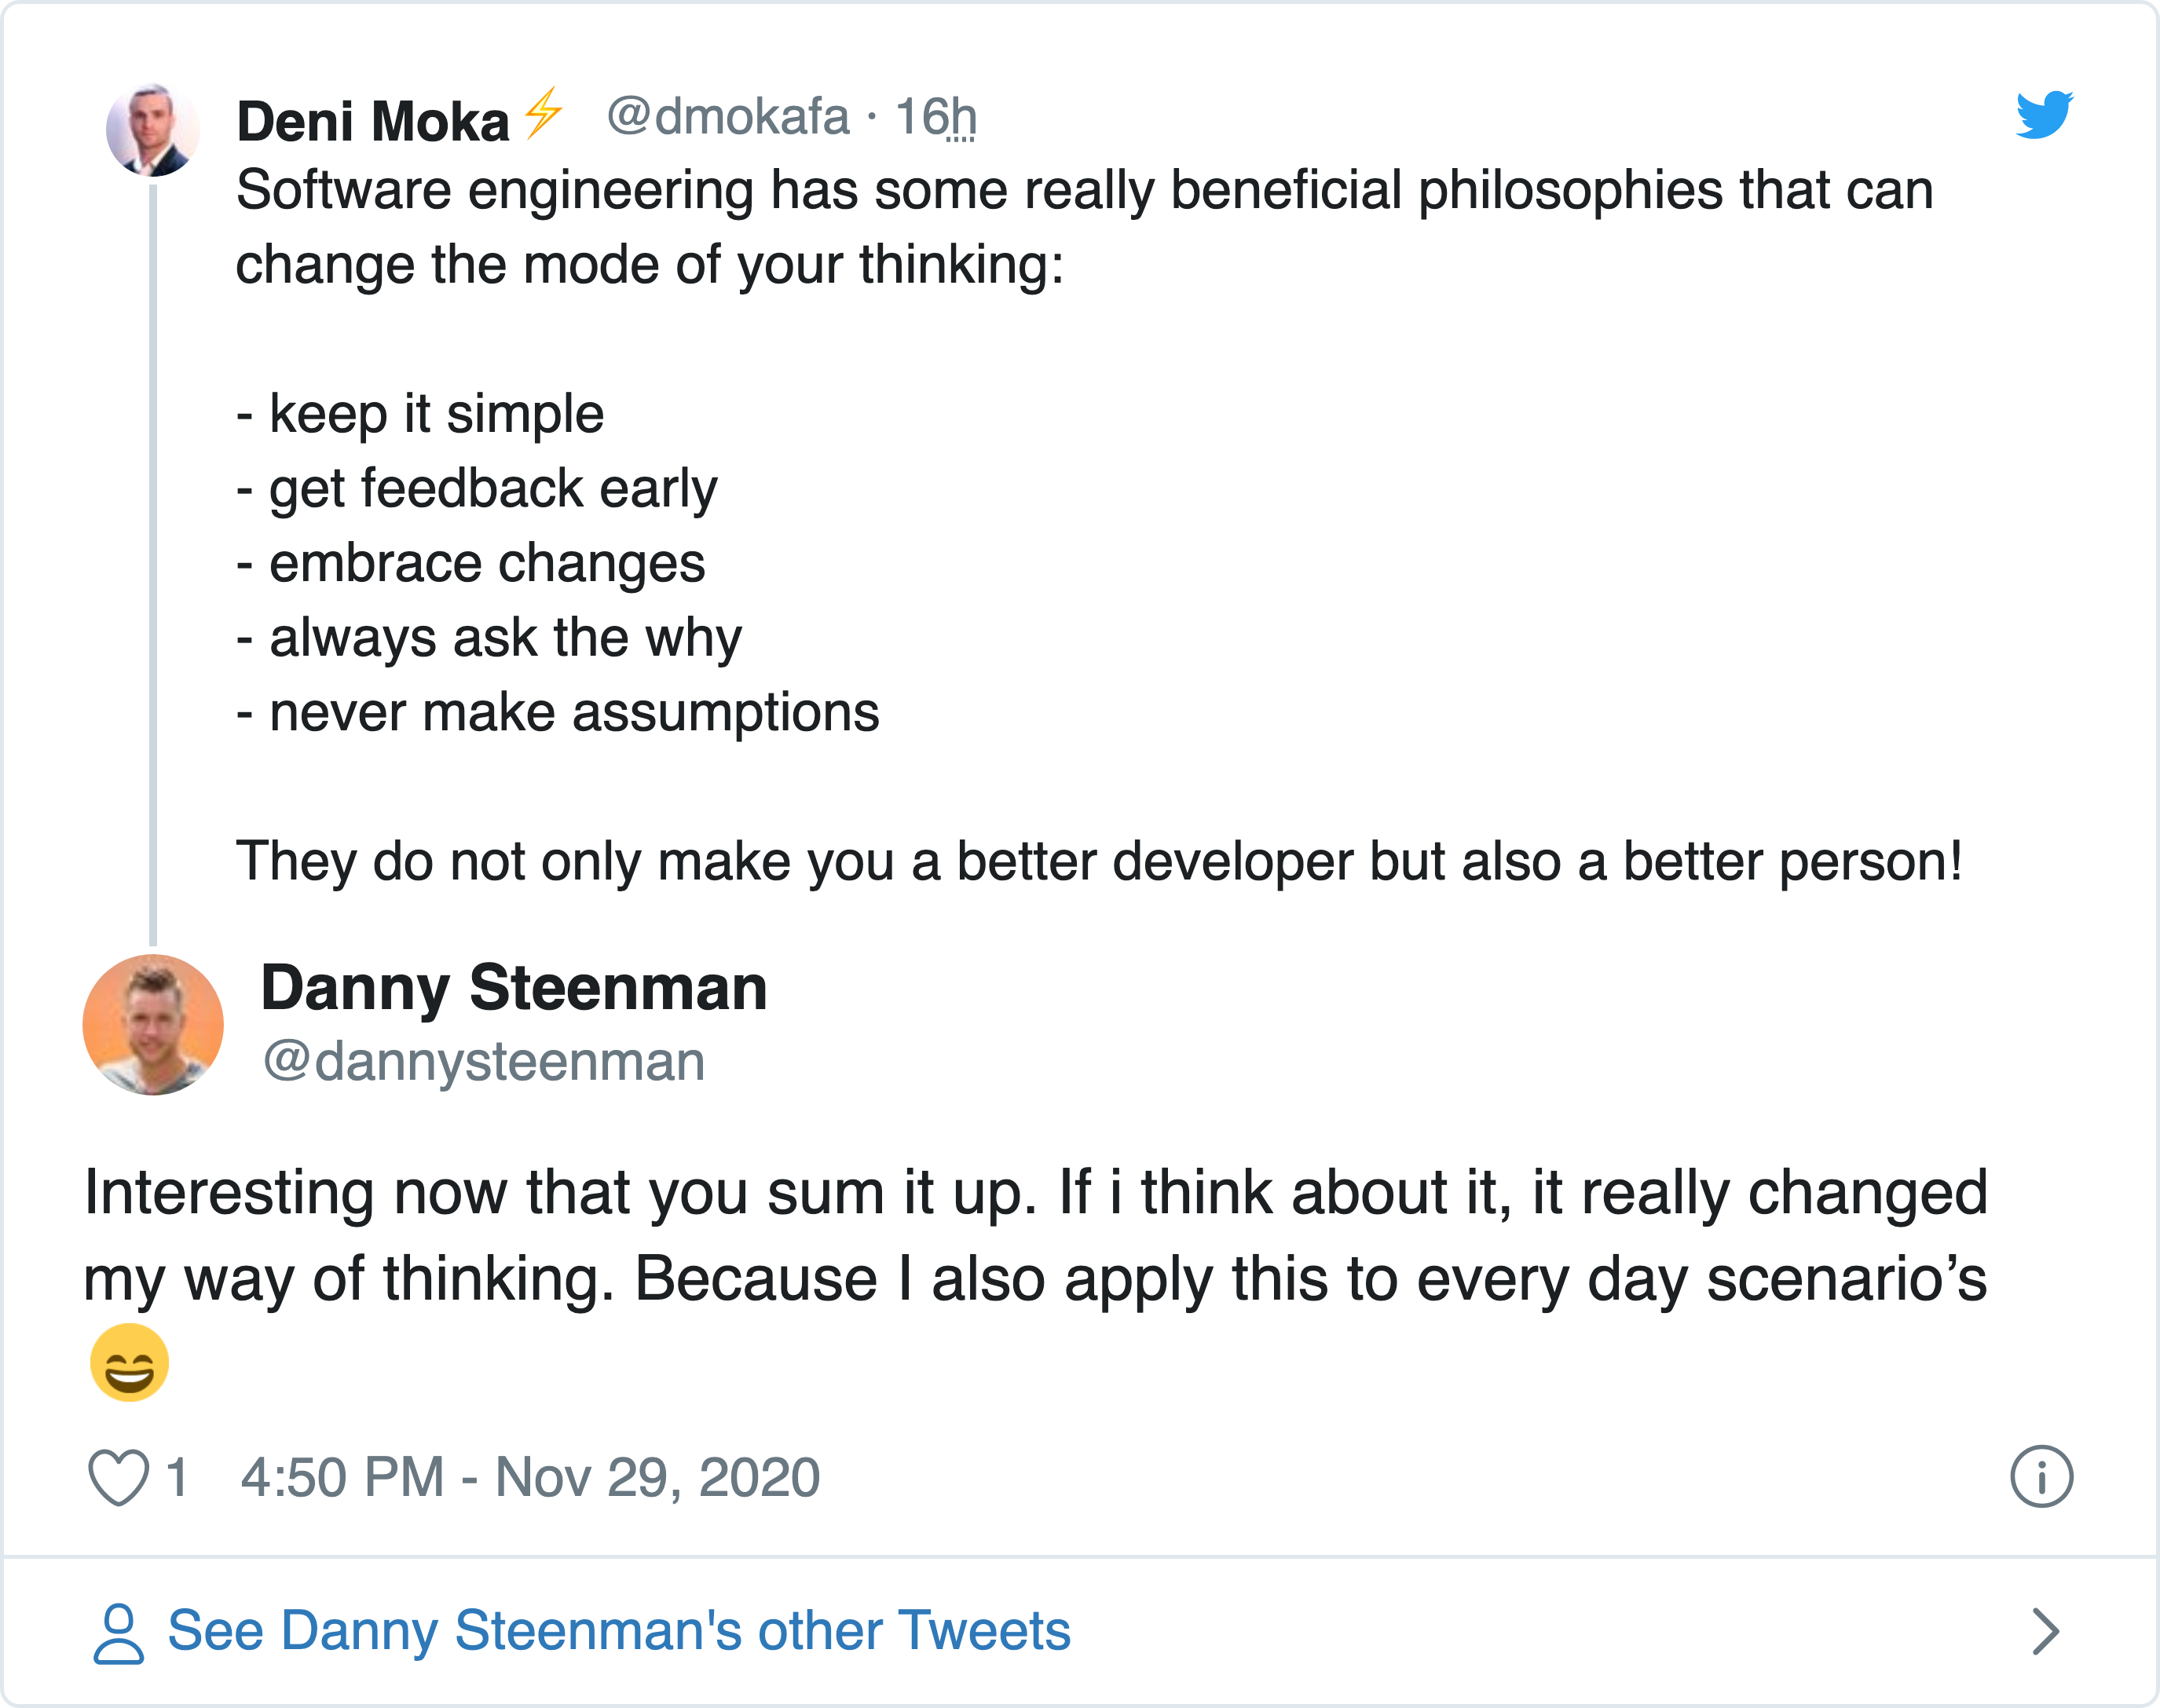 Deni Moka⚡ @dmokafa · 16h
Software engineering has some really beneficial philosophies that can
change the mode of your thinking:
- keep it simple
- get feedback early
- embrace changes
- always ask the why
- never make assumptions
They do not only make you a better developer but also a better person!
Danny Steenman
@dannysteenman
Interesting now that you sum it up. If i think about it, it really changed
my way of thinking. Because I also apply this to every day scenario’s
😄
1 4:50 PM - Nov 29, 2020
See Danny Steenman's other Tweets